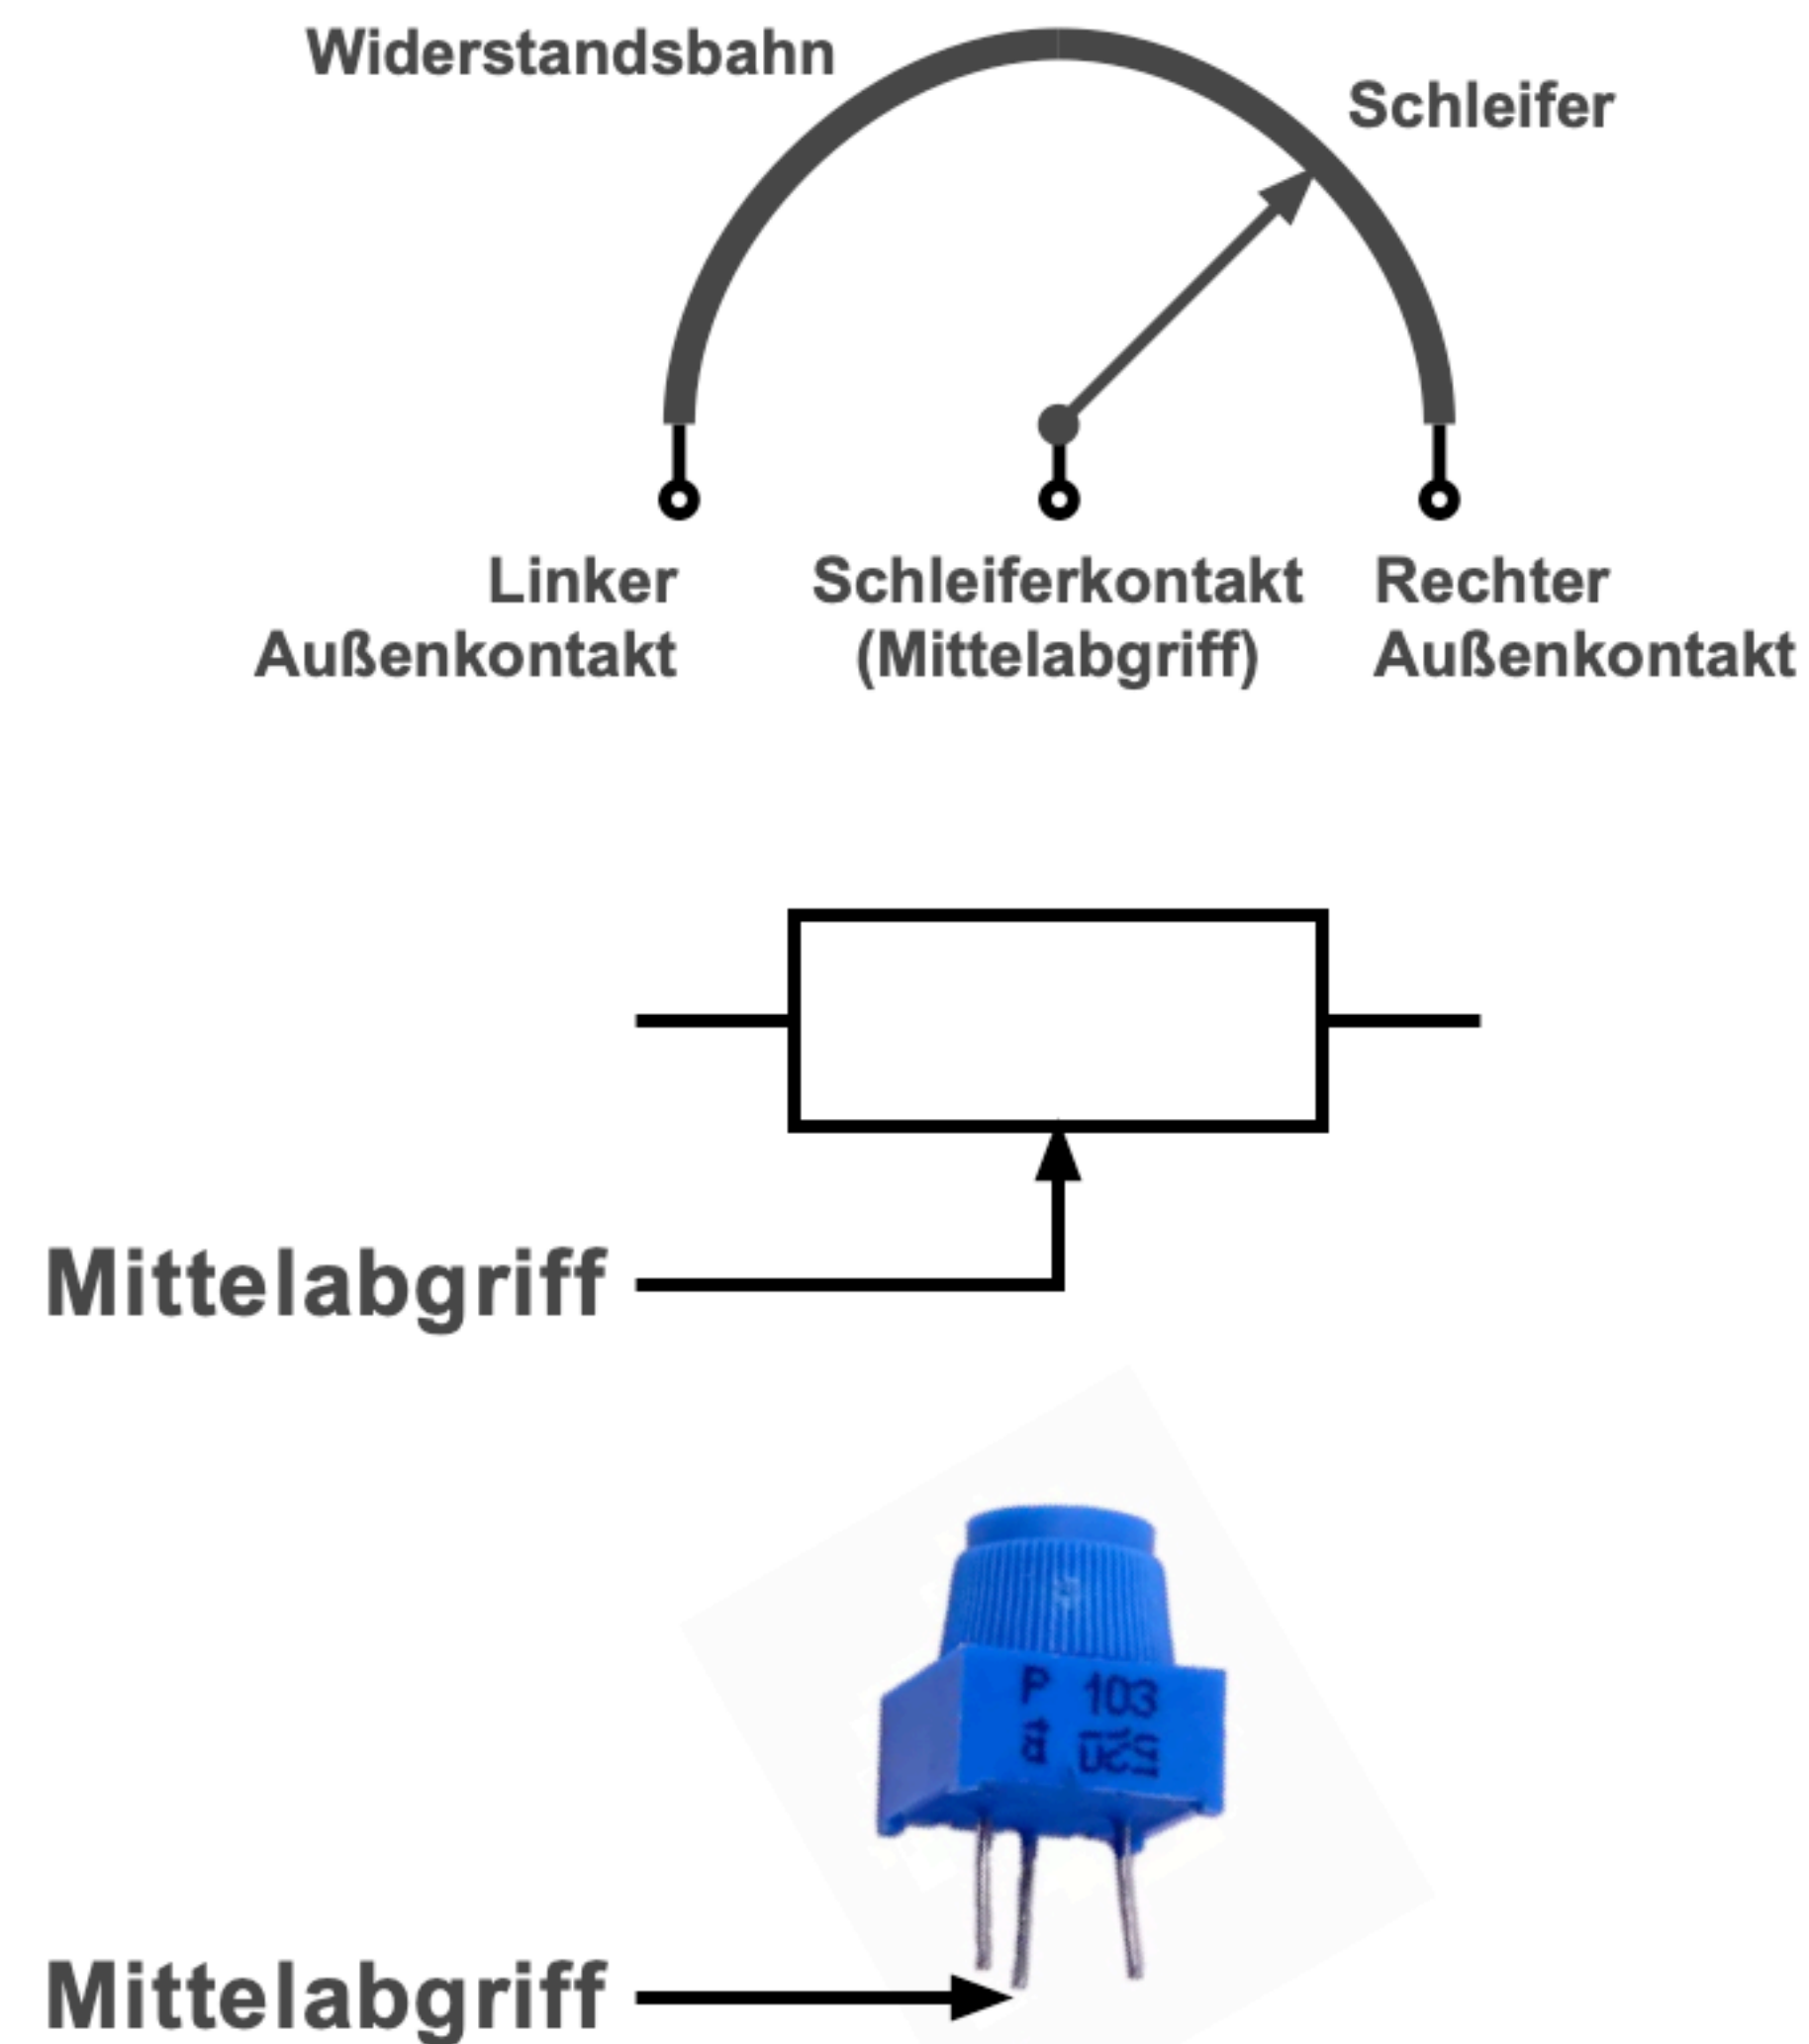 Widerstandsbahn
Schleifer
Linker
Außenkontakt
Schleiferkontakt
(Mittelabgriff)
Rechter
Außenkontakt
Mittelabgriff
P 103
Mittelabgriff